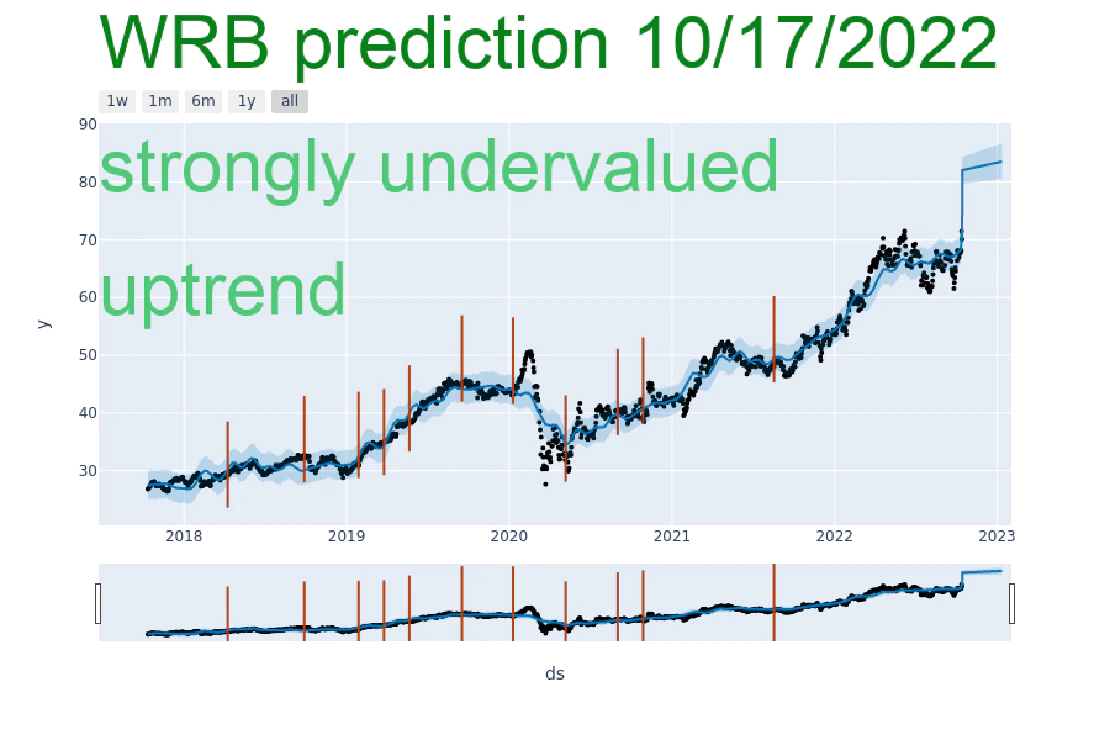 WRB prediction 10/17/2022
1w 1m 6m 1y all
90
strongly undervalued
80
70
uptrend
60
y
50
40
30
2018 2019 2020 2021 2022 2023
ds